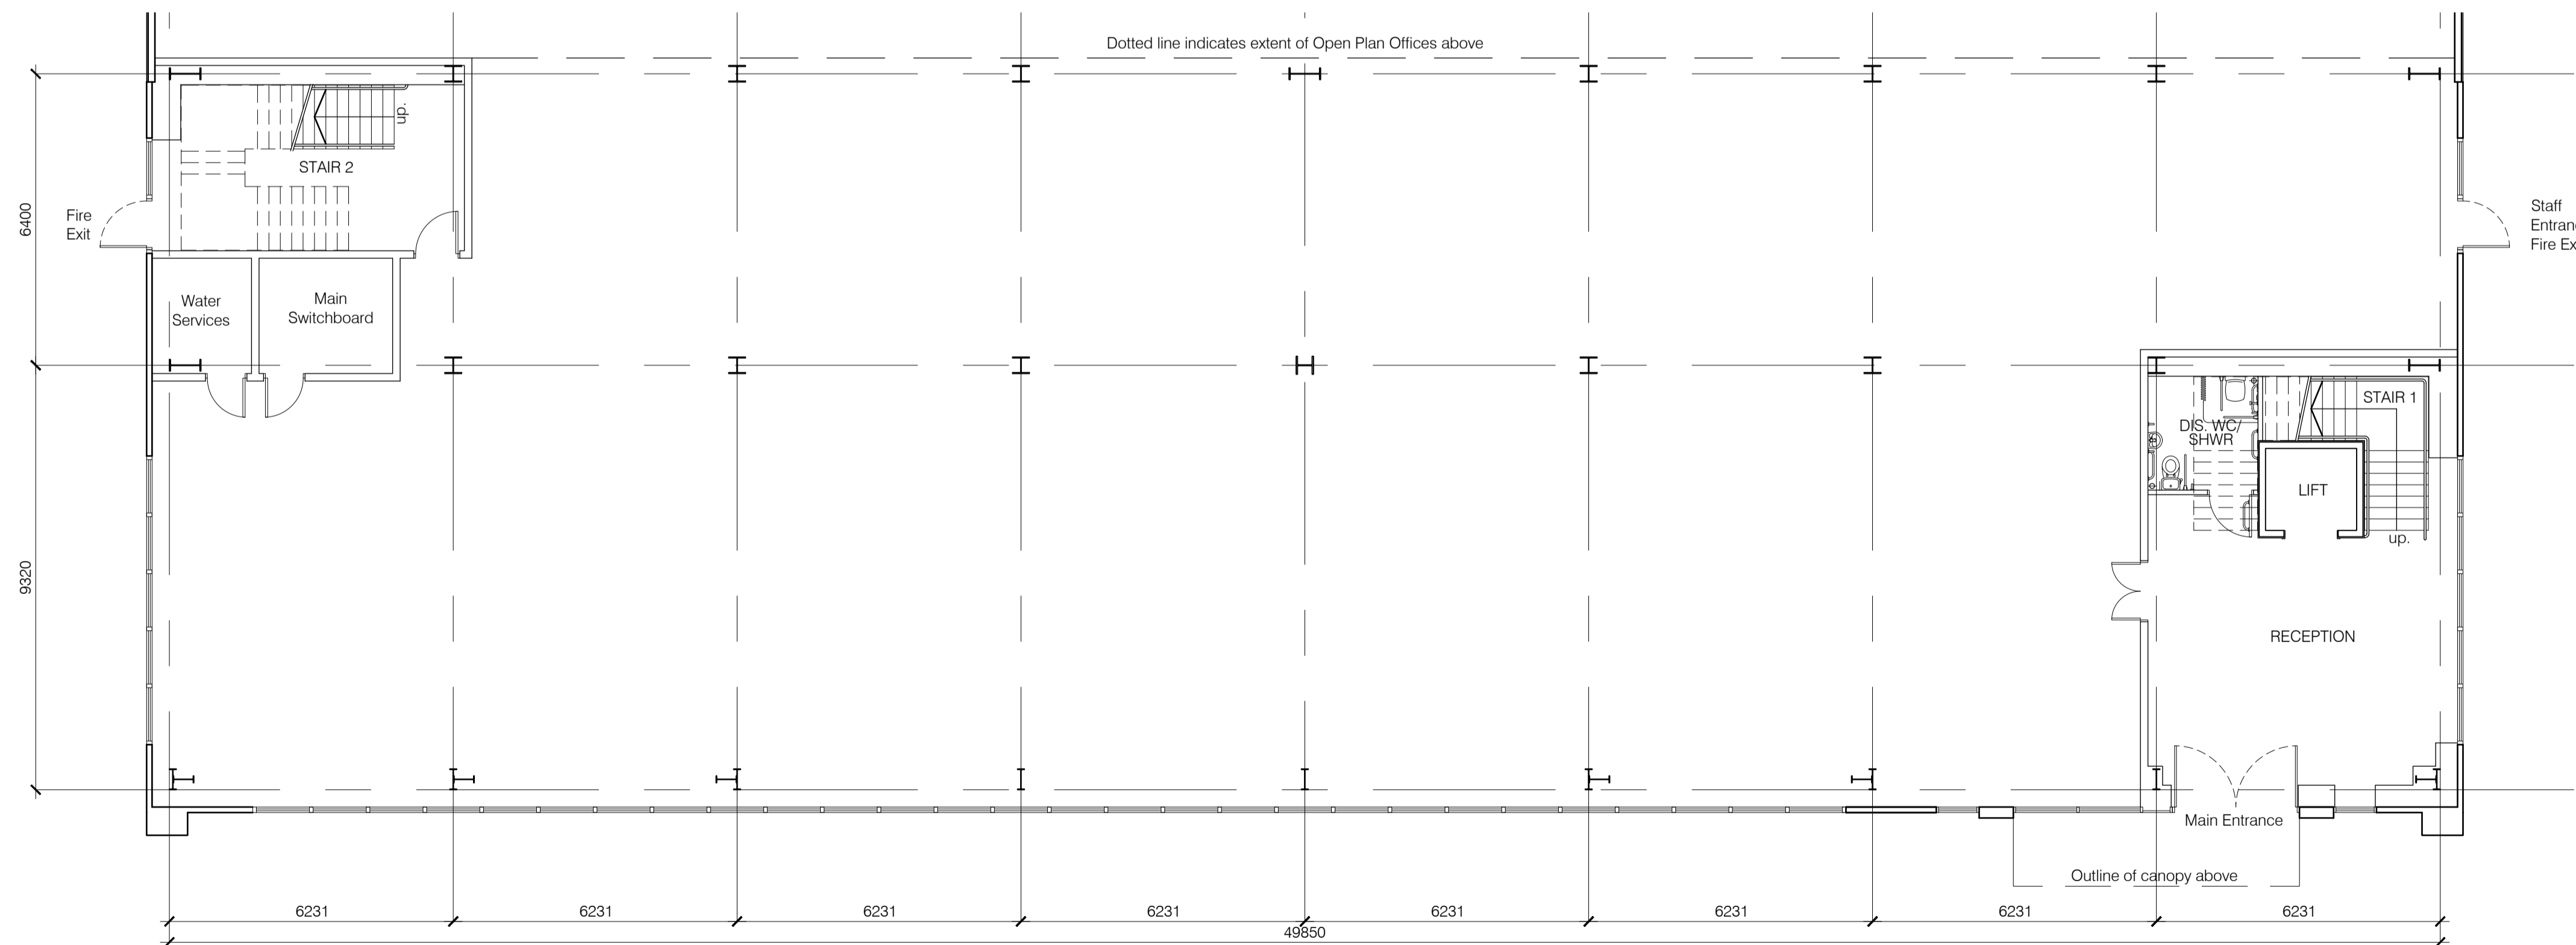 Dotted line indicates extent of Open Plan Offices above
up.
STAIR 2
6400
Fire
Exit
Staff
Fire
Water
Services
Main
Switchboard
STAIR 1
DIS. WC/
SHWR
LIFT
up.
9320
RECEPTION
Main Entrance
Outline of canopy above
6231
6231
6231
6231
6231
6231
6231
6231
49850